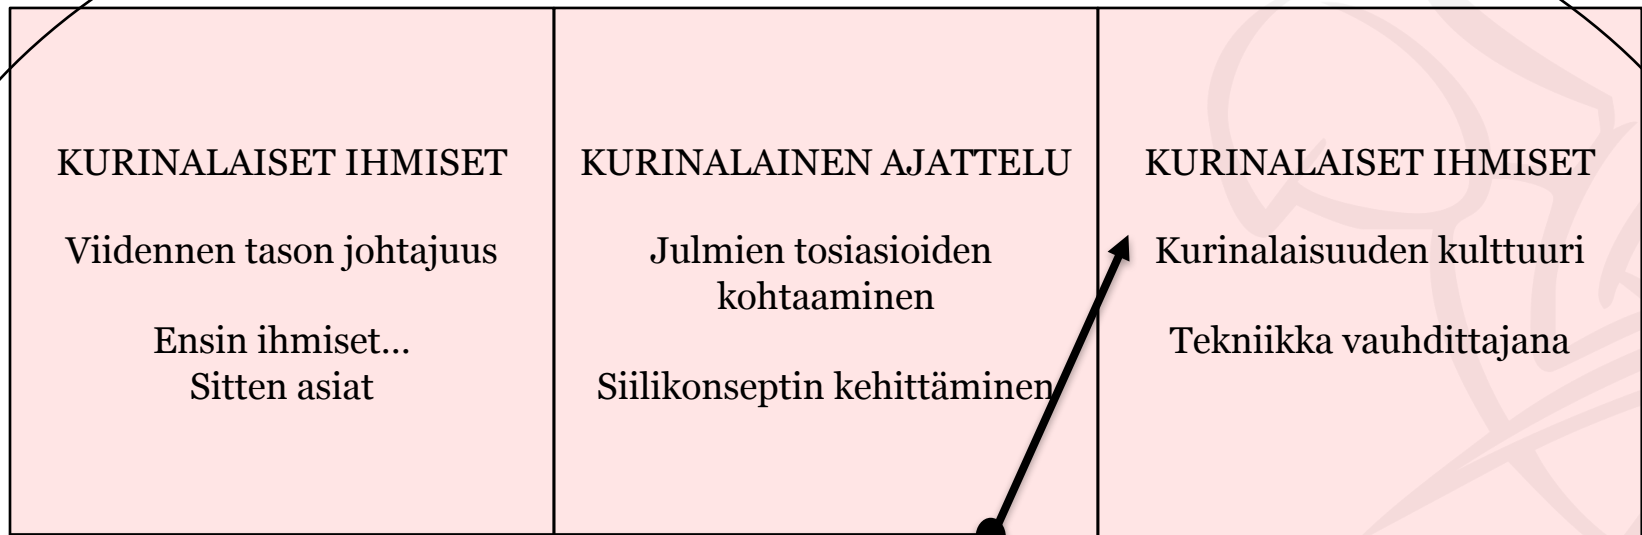 KURINALAISET IHMISET
Viidennen tason johtajuus
Ensin ihmiset...
Sitten asiat
KURINALAINEN AJATTELU
Julmien tosiasioiden
kohtaaminen
Siilikonseptin kehittäminen
KURINALAISET IHMISET
Kurinalaisuuden kulttuuri
Tekniikka vauhdittajana